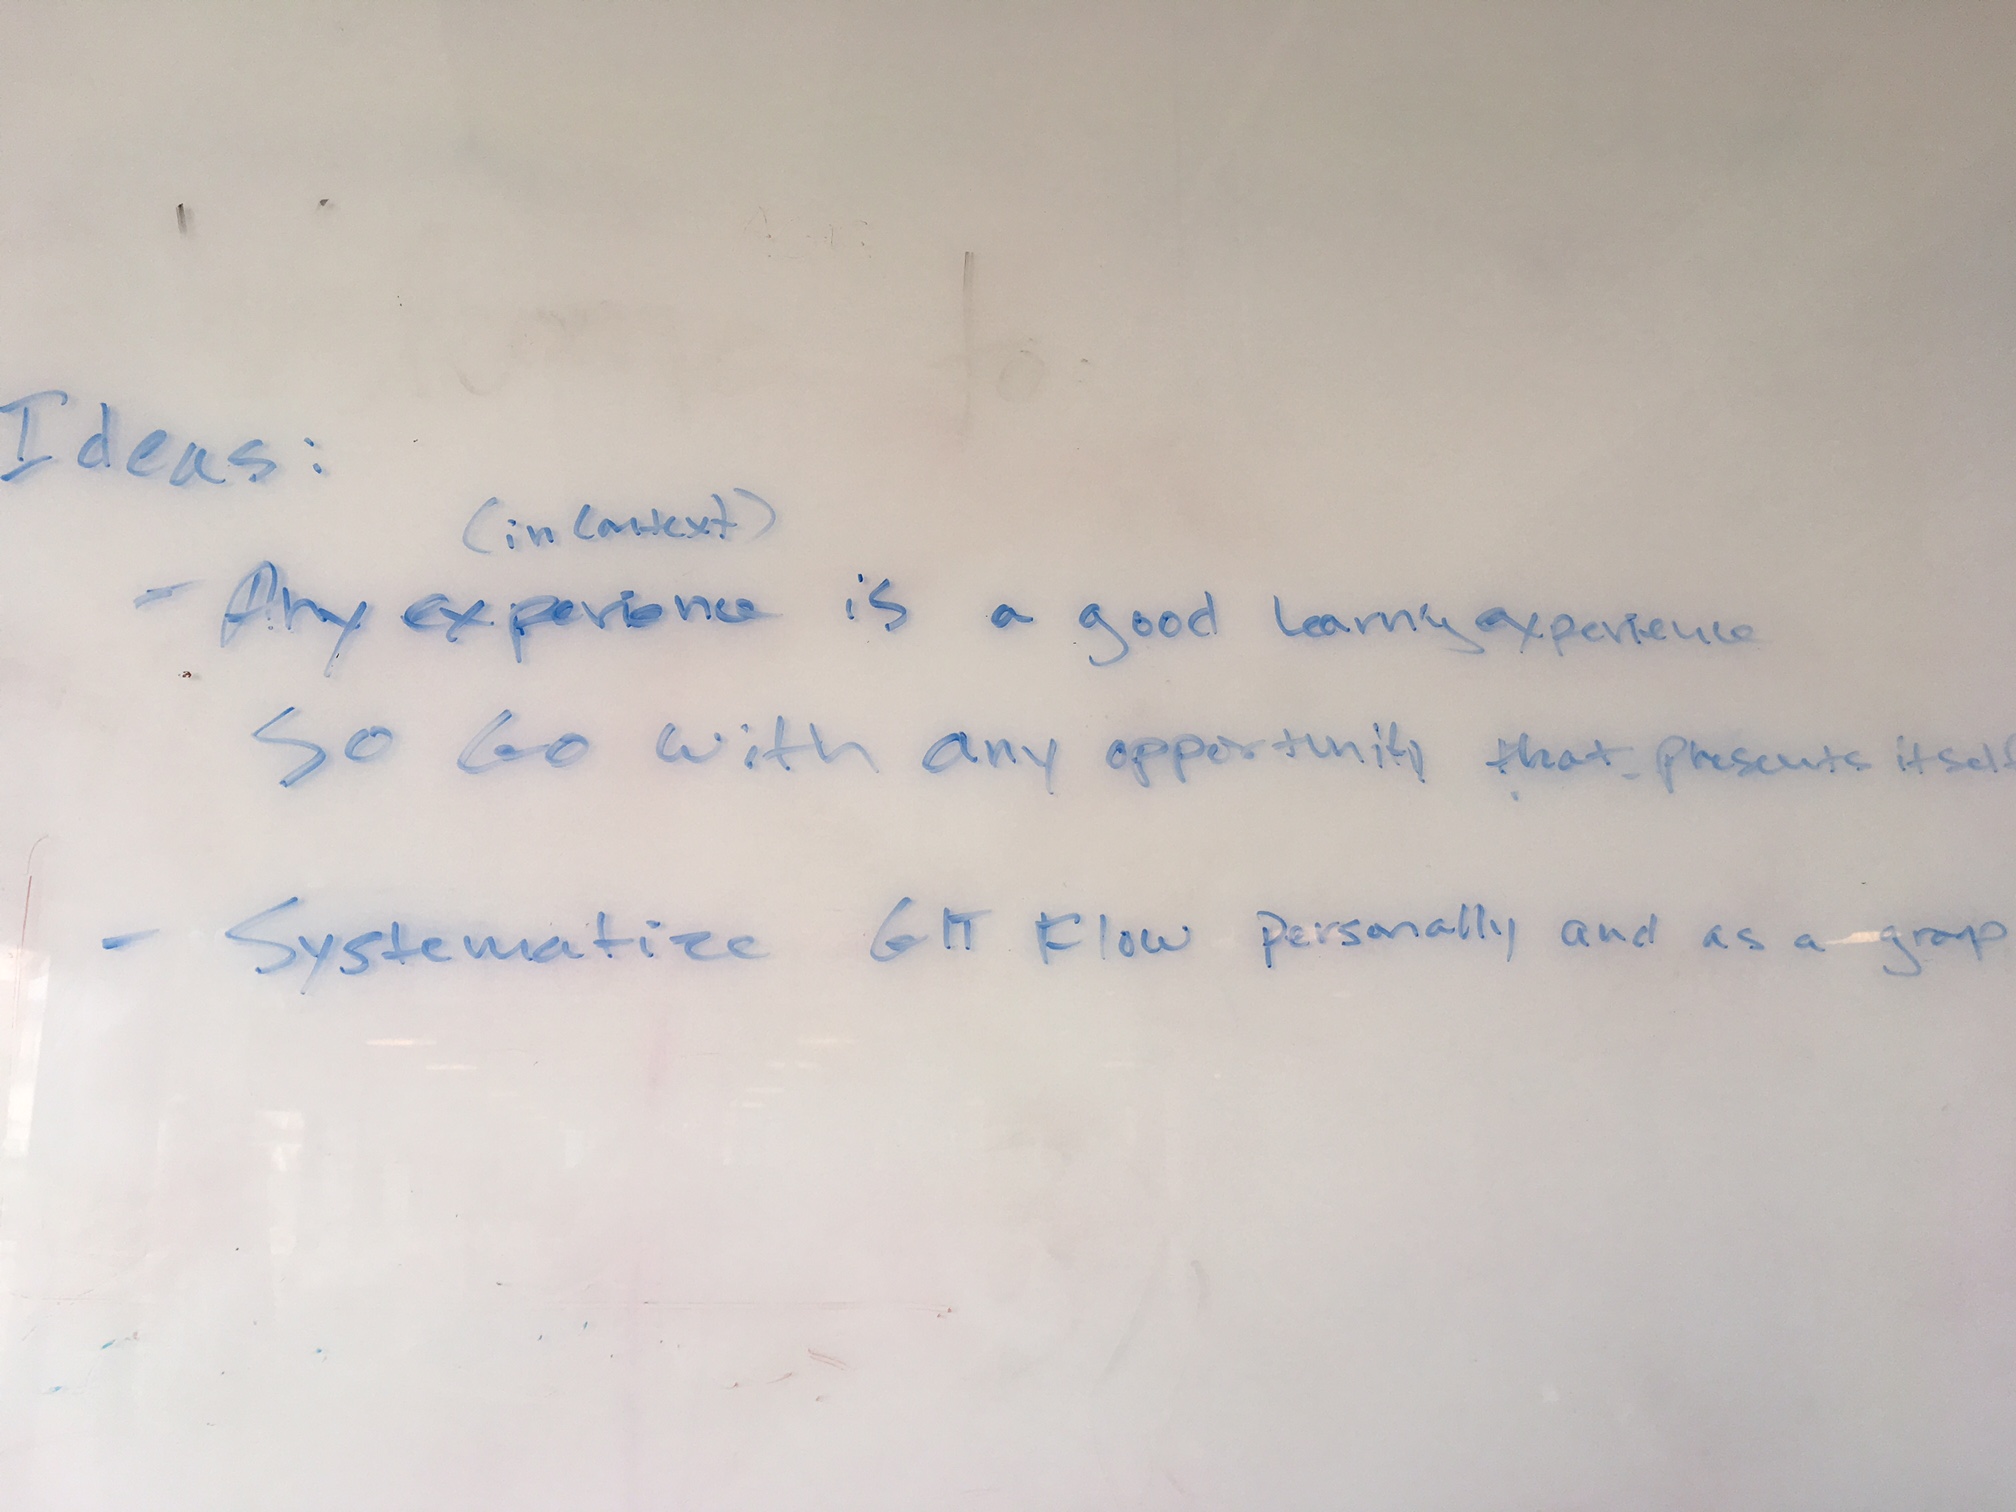 Ideas:
(in context)
- Any experience is a good learning experience
So Go with any opportunity that presents itself
- Systematize GIT Flow personally and as a group